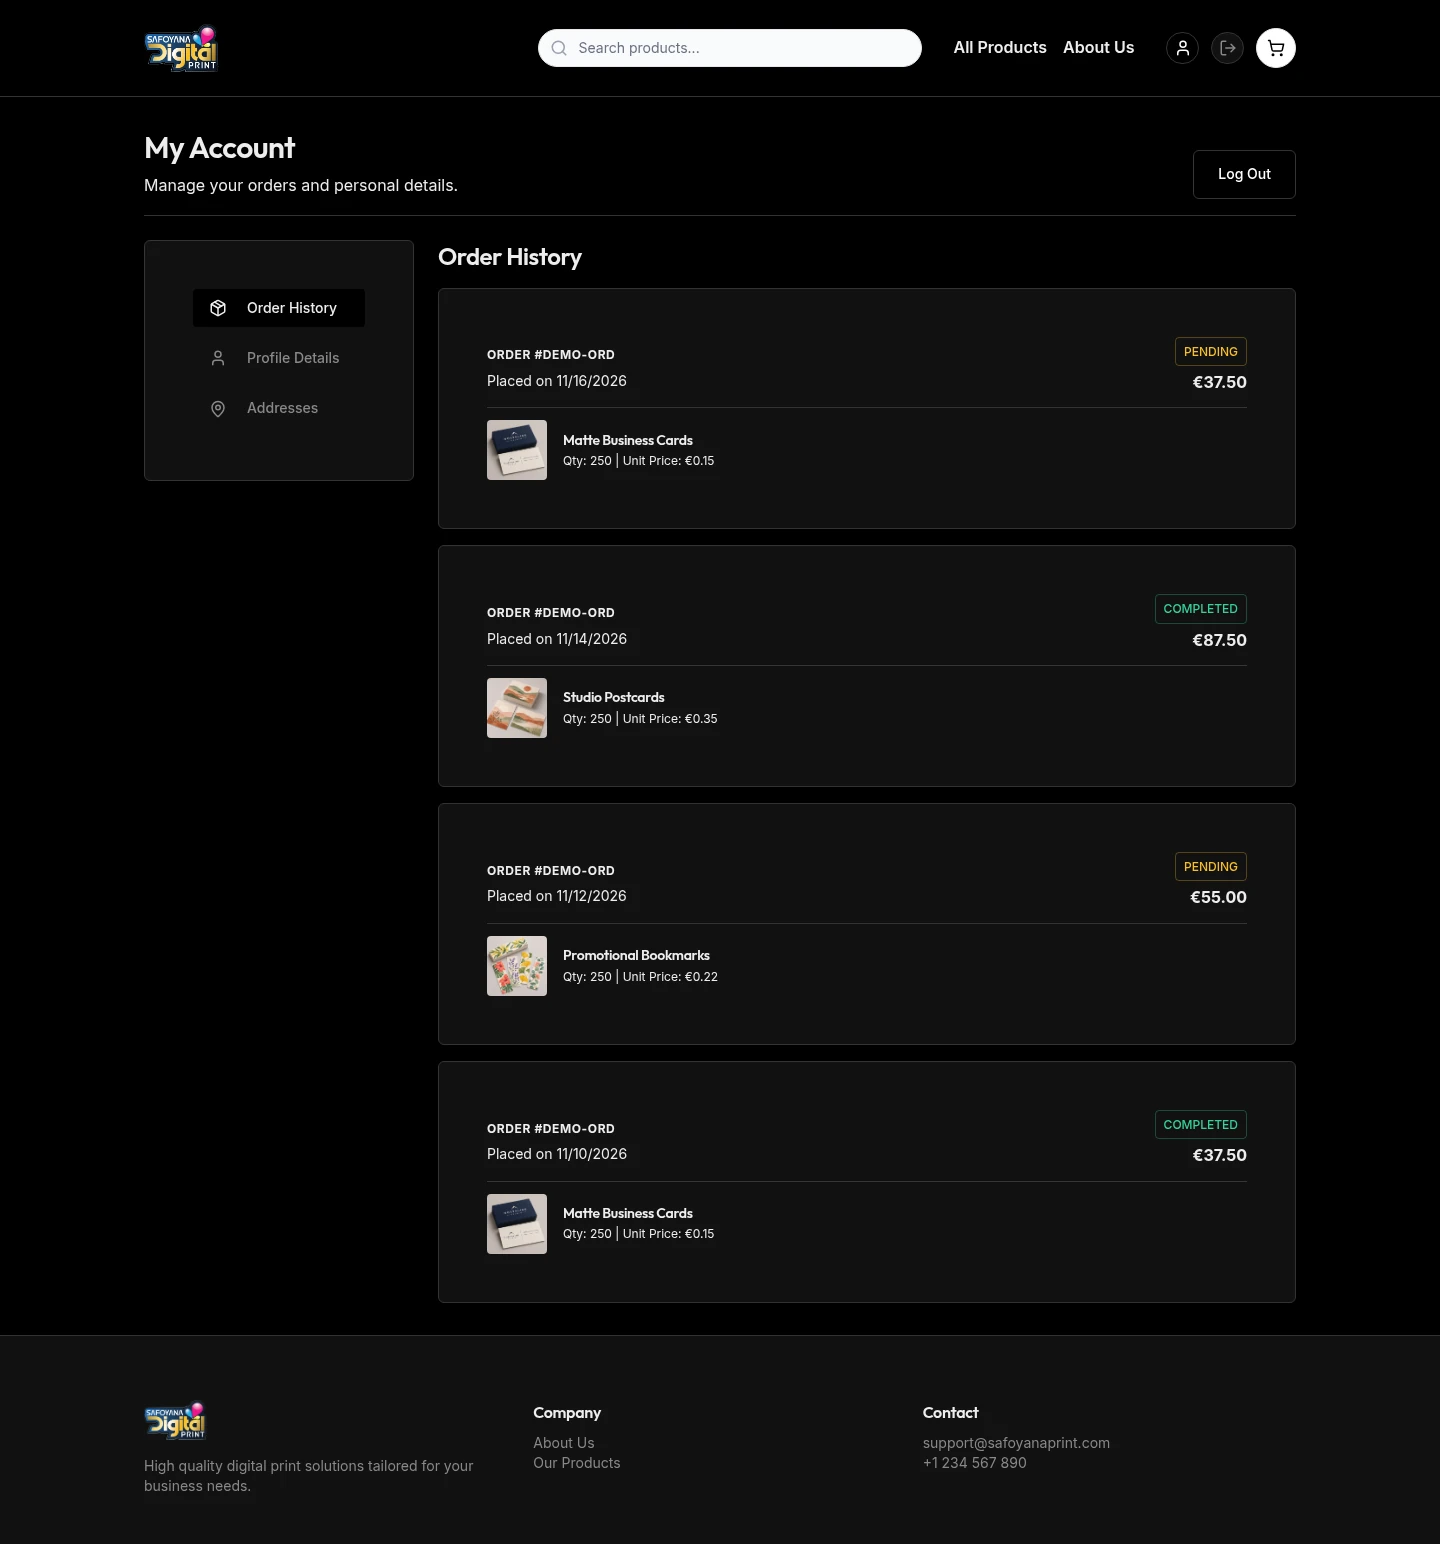 SAFOYANA
Digital
PRINT
Search products...
All Products
About Us
My Account
Manage your orders and personal details.
Log Out
Order History
Profile Details
Addresses
Order History
ORDER #DEMO-ORD
PENDING
Placed on 11/16/2026
€37.50
Matte Business Cards
Qty: 250 | Unit Price: €0.15
ORDER #DEMO-ORD
COMPLETED
Placed on 11/14/2026
€87.50
Studio Postcards
Qty: 250 | Unit Price: €0.35
ORDER #DEMO-ORD
PENDING
Placed on 11/12/2026
€55.00
Promotional Bookmarks
Qty: 250 | Unit Price: €0.22
ORDER #DEMO-ORD
COMPLETED
Placed on 11/10/2026
€37.50
Matte Business Cards
Qty: 250 | Unit Price: €0.15
SAFOYANA
Digital
PRINT
High quality digital print solutions tailored for your
business needs.
Company
About Us
Our Products
Contact
support@safoyanaprint.com
+1 234 567 890